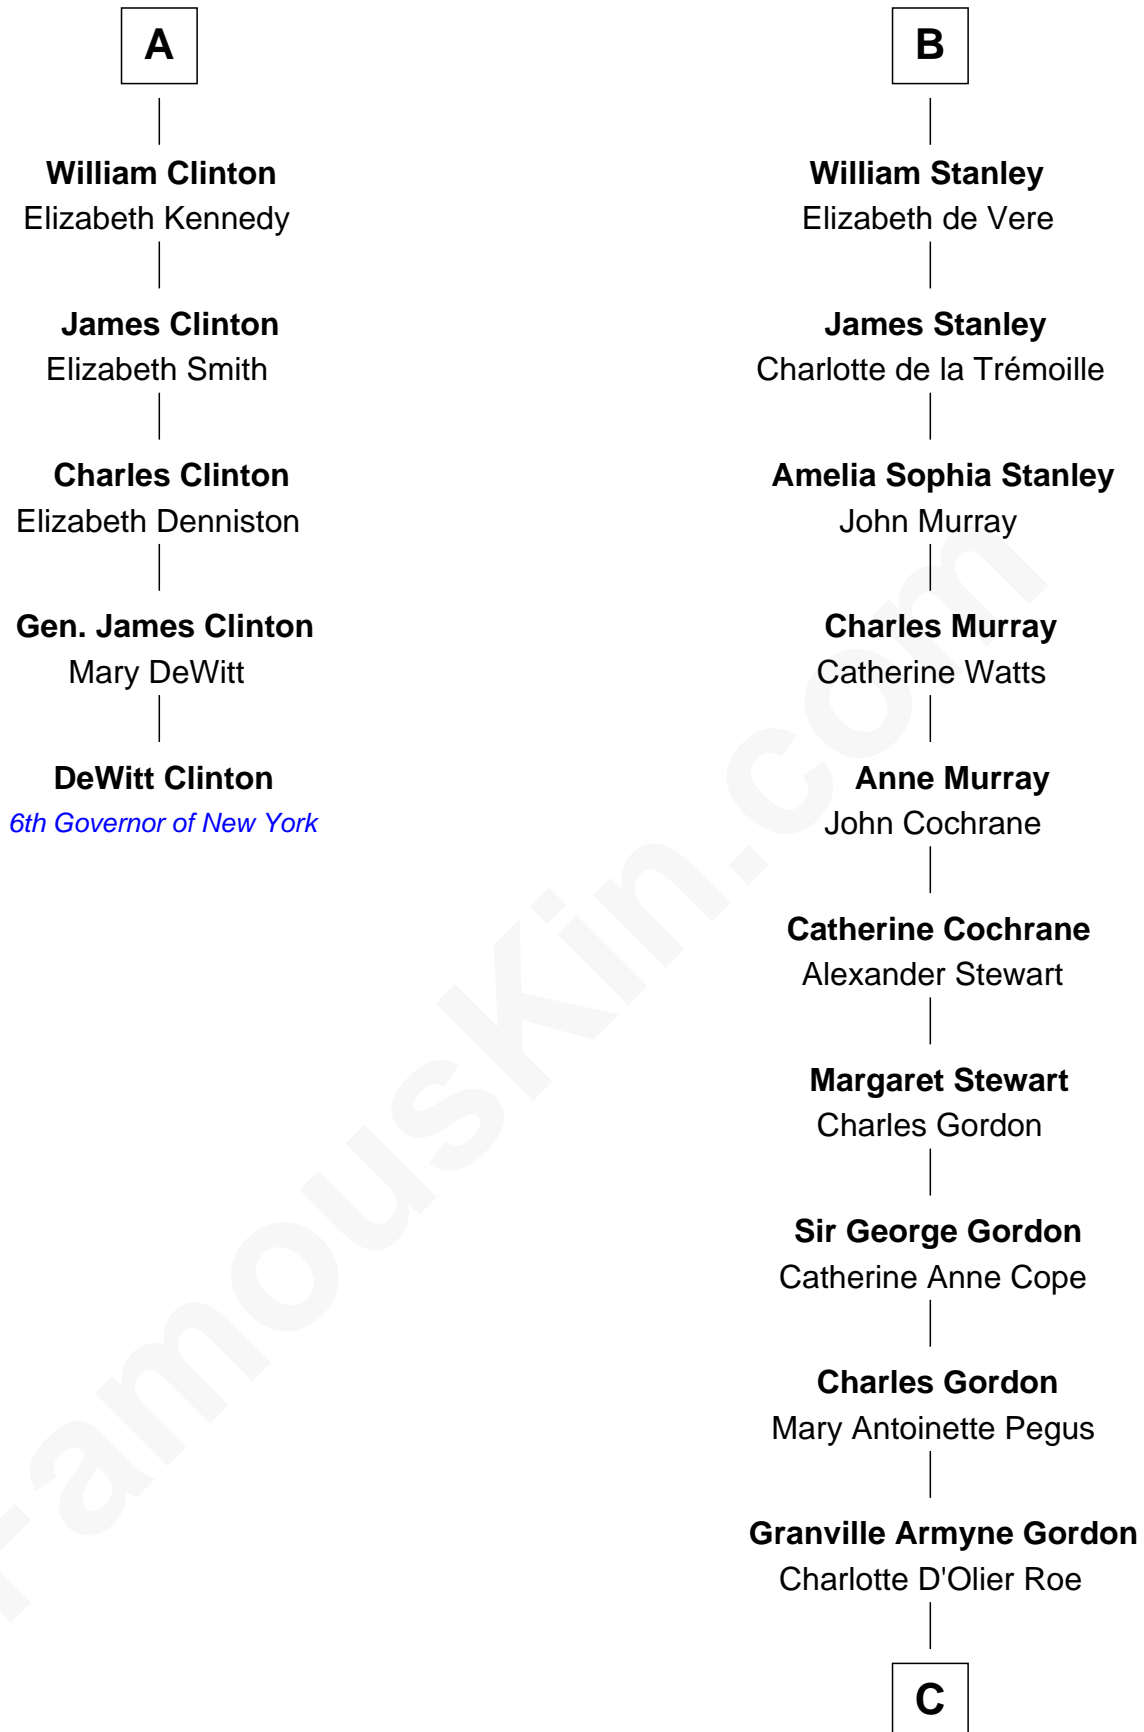 A
William Clinton
Elizabeth Kennedy
James Clinton
Elizabeth Smith
Charles Clinton
Elizabeth Denniston
Gen. James Clinton
Mary DeWitt
DeWitt Clinton
6th Governor of New York
B
William Stanley
Elizabeth de Vere
James Stanley
Charlotte de la Trémoille
Amelia Sophia Stanley
John Murray
Charles Murray
Catherine Watts
Anne Murray
John Cochrane
Catherine Cochrane
Alexander Stewart
Margaret Stewart
Charles Gordon
Sir George Gordon
Catherine Anne Cope
Charles Gordon
Mary Antoinette Pegus
Granville Armyne Gordon
Charlotte D'Olier Roe
C
FamousKin.com